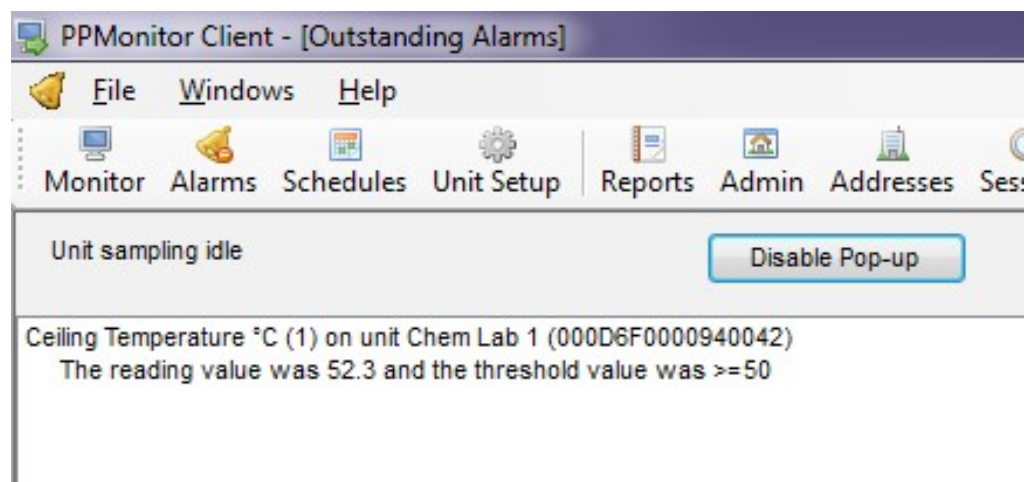 PPMonitor Client - [Outstanding Alarms]
File Windows Help
Monitor Alarms Schedules Unit Setup Reports Admin Addresses
Unit sampling idle
Disable Pop-up
Ceiling Temperature °C (1) on unit Chem Lab 1 (000D6F0000940042)
The reading value was 52.3 and the threshold value was >=50